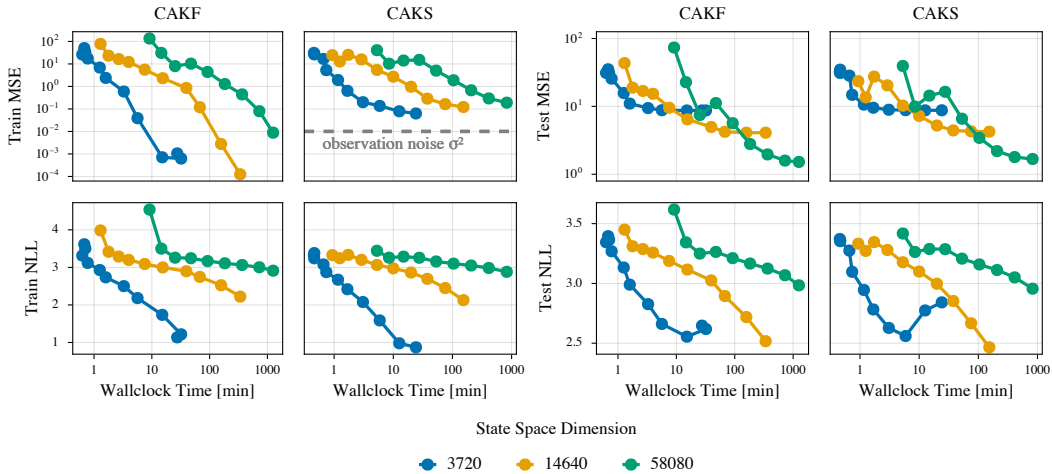 CAKF CAKS CAKF CAKS
Train MSE
10² 10¹ 10⁰ 10⁻¹ 10⁻² 10⁻³ 10⁻⁴
observation noise σ²
Test MSE
10² 10¹ 10⁰
Train NLL
4 3 2 1
Test NLL
3.5 3.0 2.5
1 10 100 1000 1 10 100 1000 1 10 100 1000 1 10 100 1000
Wallclock Time [min] Wallclock Time [min] Wallclock Time [min] Wallclock Time [min]
State Space Dimension
3720 14640 58080